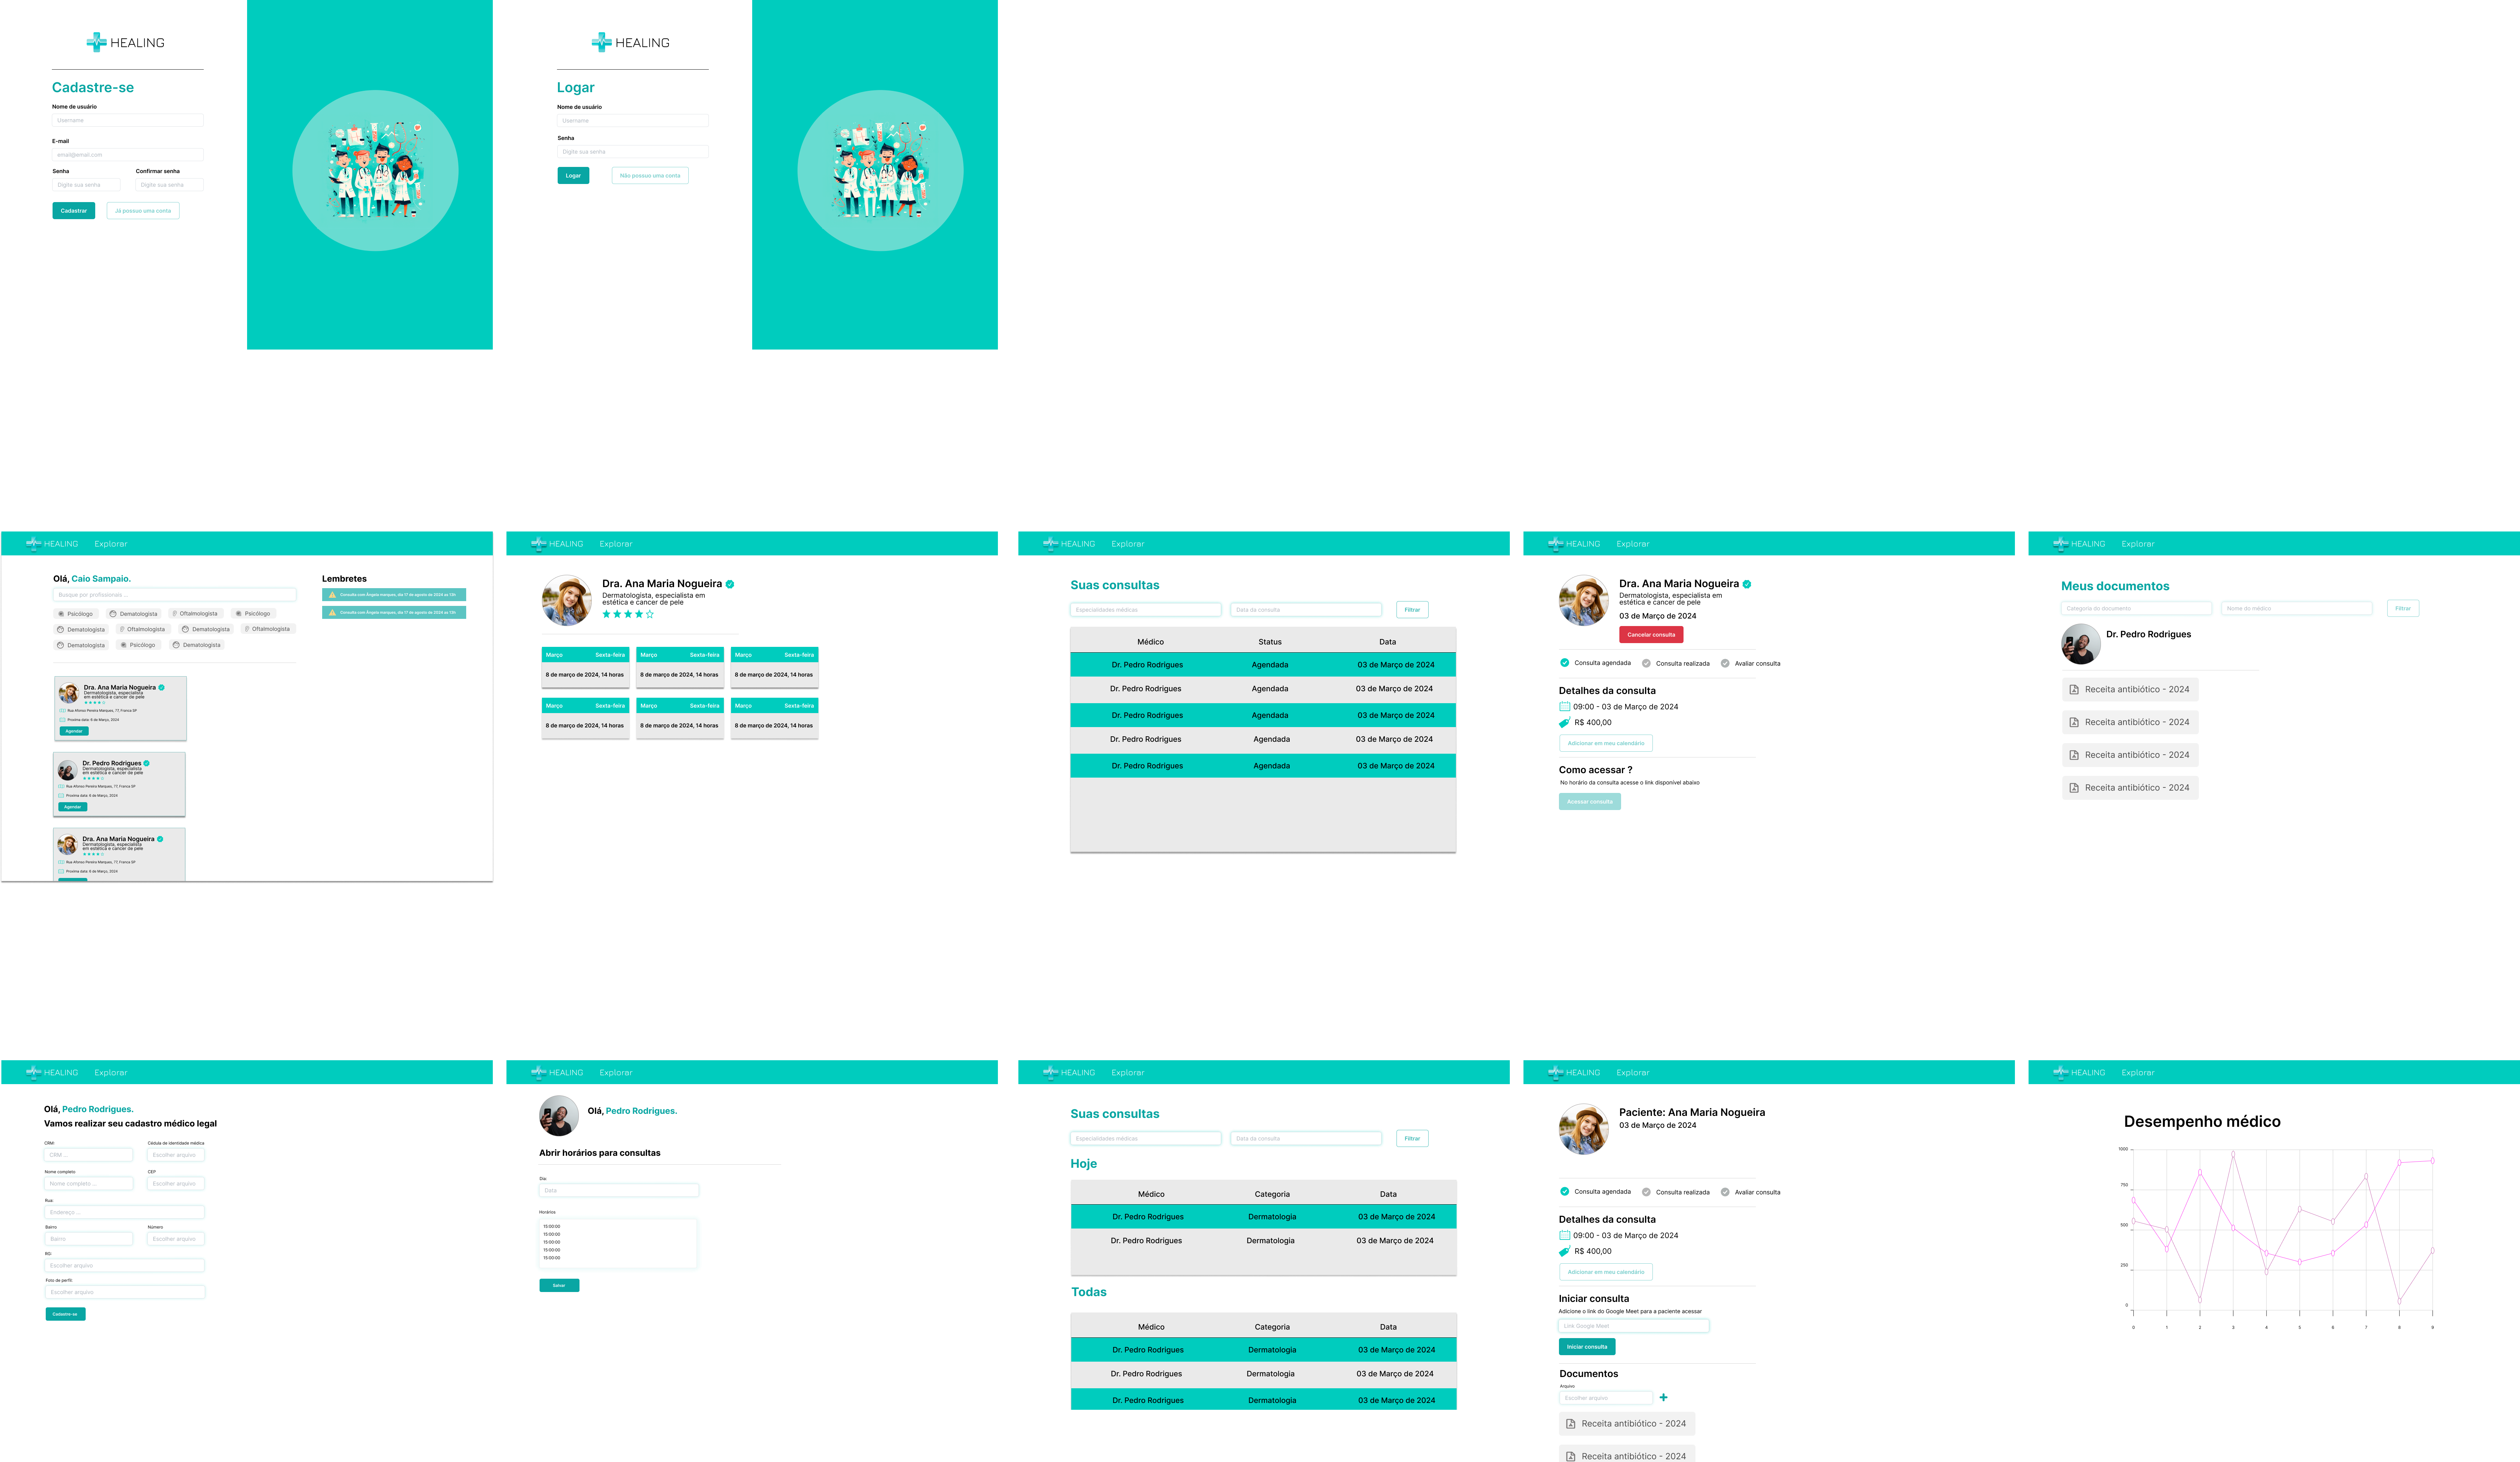 HEALING
Cadastre-se
Nome de usuário
Username
E-mail
email@email.com
Senha
Confirmar senha
Digite sua senha
Digite sua senha
Cadastrar
Já possuo uma conta
HEALING
Logar
Nome de usuário
Username
Senha
Digite sua senha
Logar
Não possuo uma conta
HEALING
Explorar
Olá, Caio Sampaio.
Busque por profissionais ...
Psicólogo
Dematologista
Oftalmologista
Psicólogo
Dematologista
Oftalmologista
Dematologista
Oftalmologista
Dematologista
Psicólogo
Dematologista
Lembretes
Consulta com Ângela marques, dia 17 de agosto de 2024 as 13h
Consulta com Ângela marques, dia 17 de agosto de 2024 as 13h
Dra. Ana Maria Nogueira
Dermatologista, especialista
em estética e cancer de pele
Rua Afonso Pereira Marques, 77, Franca SP
Proxima data: 6 de Março, 2024
Agendar
Dr. Pedro Rodrigues
Dermatologista, especialista
em estética e cancer de pele
Rua Afonso Pereira Marques, 77, Franca SP
Proxima data: 6 de Março, 2024
Agendar
Dra. Ana Maria Nogueira
Dermatologista, especialista
em estética e cancer de pele
Rua Afonso Pereira Marques, 77, Franca SP
Proxima data: 6 de Março, 2024
HEALING
Explorar
Dra. Ana Maria Nogueira
Dermatologista, especialista em
estética e cancer de pele
Março Sexta-feira
8 de março de 2024, 14 horas
Março Sexta-feira
8 de março de 2024, 14 horas
Março Sexta-feira
8 de março de 2024, 14 horas
Março Sexta-feira
8 de março de 2024, 14 horas
Março Sexta-feira
8 de março de 2024, 14 horas
Março Sexta-feira
8 de março de 2024, 14 horas
HEALING
Explorar
Suas consultas
Especialidades médicas
Data da consulta
Filtrar
Médico Status Data
Dr. Pedro Rodrigues Agendada 03 de Março de 2024
Dr. Pedro Rodrigues Agendada 03 de Março de 2024
Dr. Pedro Rodrigues Agendada 03 de Março de 2024
Dr. Pedro Rodrigues Agendada 03 de Março de 2024
Dr. Pedro Rodrigues Agendada 03 de Março de 2024
HEALING
Explorar
Dra. Ana Maria Nogueira
Dermatologista, especialista em
estética e cancer de pele
03 de Março de 2024
Cancelar consulta
Consulta agendada
Consulta realizada
Avaliar consulta
Detalhes da consulta
09:00 - 03 de Março de 2024
R$ 400,00
Adicionar em meu calendário
Como acessar ?
No horário da consulta acesse o link disponível abaixo
Acessar consulta
HEALING
Explorar
Meus documentos
Categoria do documento
Nome do médico
Filtrar
Dr. Pedro Rodrigues
Receita antibiótico - 2024
Receita antibiótico - 2024
Receita antibiótico - 2024
Receita antibiótico - 2024
HEALING
Explorar
Olá, Pedro Rodrigues.
Vamos realizar seu cadastro médico legal
CRM:
Cédula de identidade médica
CRM ...
Escolher arquivo
Nome completo
CEP
Nome completo ...
Escolher arquivo
Rua:
Endereço ...
Bairro
Número
Bairro
Escolher arquivo
RG:
Escolher arquivo
Foto de perfil:
Escolher arquivo
Cadastre-se
HEALING
Explorar
Olá, Pedro Rodrigues.
Abrir horários para consultas
Dia:
Data
Horários
15:00:00
15:00:00
15:00:00
15:00:00
15:00:00
Salvar
HEALING
Explorar
Suas consultas
Especialidades médicas
Data da consulta
Filtrar
Hoje
Médico Categoria Data
Dr. Pedro Rodrigues Dermatologia 03 de Março de 2024
Dr. Pedro Rodrigues Dermatologia 03 de Março de 2024
Todas
Médico Categoria Data
Dr. Pedro Rodrigues Dermatologia 03 de Março de 2024
Dr. Pedro Rodrigues Dermatologia 03 de Março de 2024
Dr. Pedro Rodrigues Dermatologia 03 de Março de 2024
HEALING
Explorar
Paciente: Ana Maria Nogueira
03 de Março de 2024
Consulta agendada
Consulta realizada
Avaliar consulta
Detalhes da consulta
09:00 - 03 de Março de 2024
R$ 400,00
Adicionar em meu calendário
Iniciar consulta
Adicione o link do Google Meet para a paciente acessar
Link Google Meet
Iniciar consulta
Documentos
Arquivo
Escolher arquivo
Receita antibiótico - 2024
Receita antibiótico - 2024
HEALING
Explorar
Desempenho médico
1000
750
500
250
0
0 1 2 3 4 5 6 7 8 9